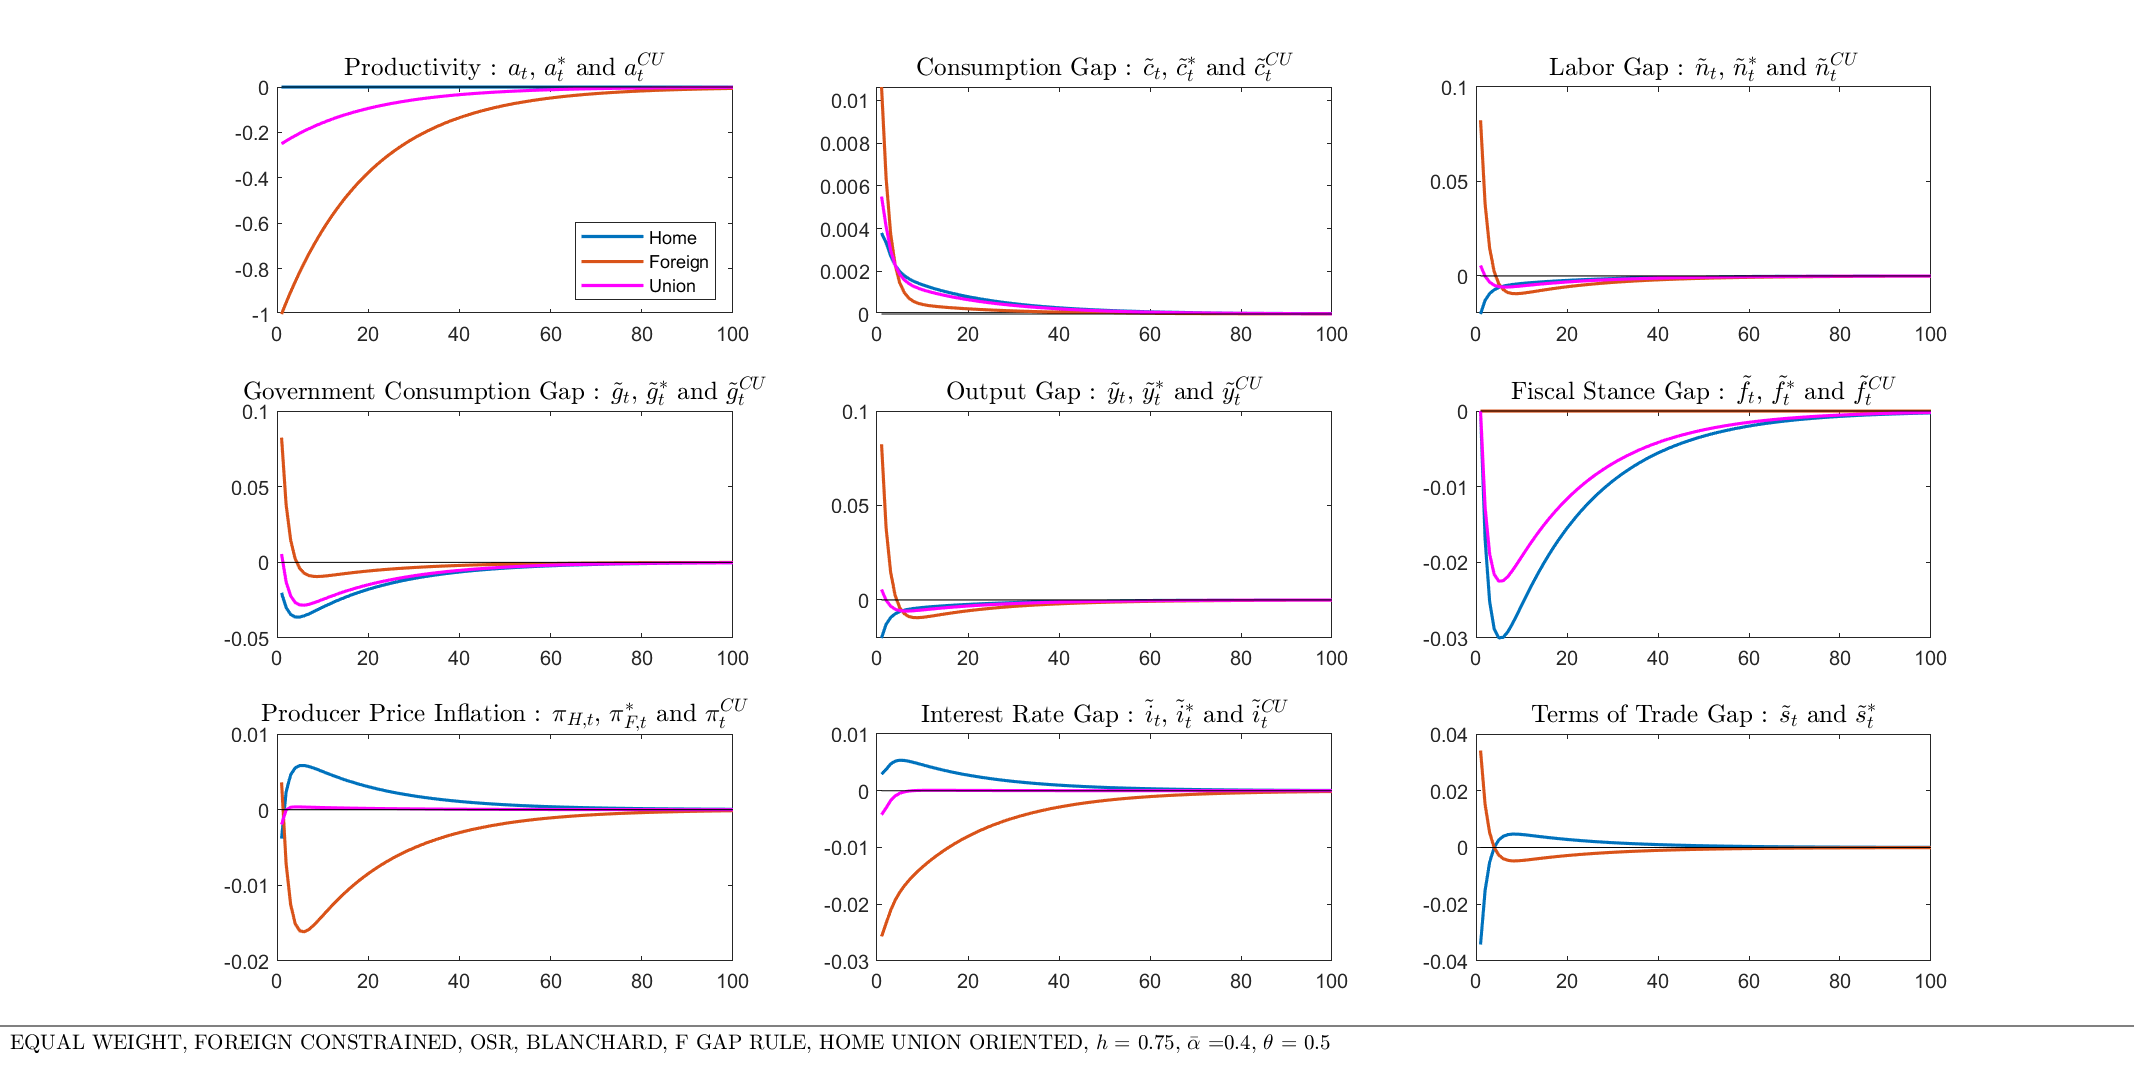 Productivity : a_t, a_t^* and a_t^{CU}
0
-0.2
-0.4
-0.6
-0.8
-1
0 20 40 60 80 100
Home
Foreign
Union
Consumption Gap : c̃_t, c̃_t^* and c̃_t^{CU}
0.01
0.008
0.006
0.004
0.002
0
0 20 40 60 80 100
Labor Gap : ñ_t, ñ_t^* and ñ_t^{CU}
0.1
0.05
0
0 20 40 60 80 100
Government Consumption Gap : g̃_t, g̃_t^* and g̃_t^{CU}
0.1
0.05
0
-0.05
0 20 40 60 80 100
Output Gap : ỹ_t, ỹ_t^* and ỹ_t^{CU}
0.1
0.05
0
0 20 40 60 80 100
Fiscal Stance Gap : f̃_t, f̃_t^* and f̃_t^{CU}
0
-0.01
-0.02
-0.03
0 20 40 60 80 100
Producer Price Inflation : π_{H,t}, π_{F,t}^* and π_t^{CU}
0.01
0
-0.01
-0.02
0 20 40 60 80 100
Interest Rate Gap : ĩ_t, ĩ_t^* and ĩ_t^{CU}
0.01
0
-0.01
-0.02
-0.03
0 20 40 60 80 100
Terms of Trade Gap : s̃_t and s̃_t^*
0.04
0.02
0
-0.02
-0.04
0 20 40 60 80 100
EQUAL WEIGHT, FOREIGN CONSTRAINED, OSR, BLANCHARD, F GAP RULE, HOME UNION ORIENTED, h = 0.75, ᾱ =0.4, θ = 0.5